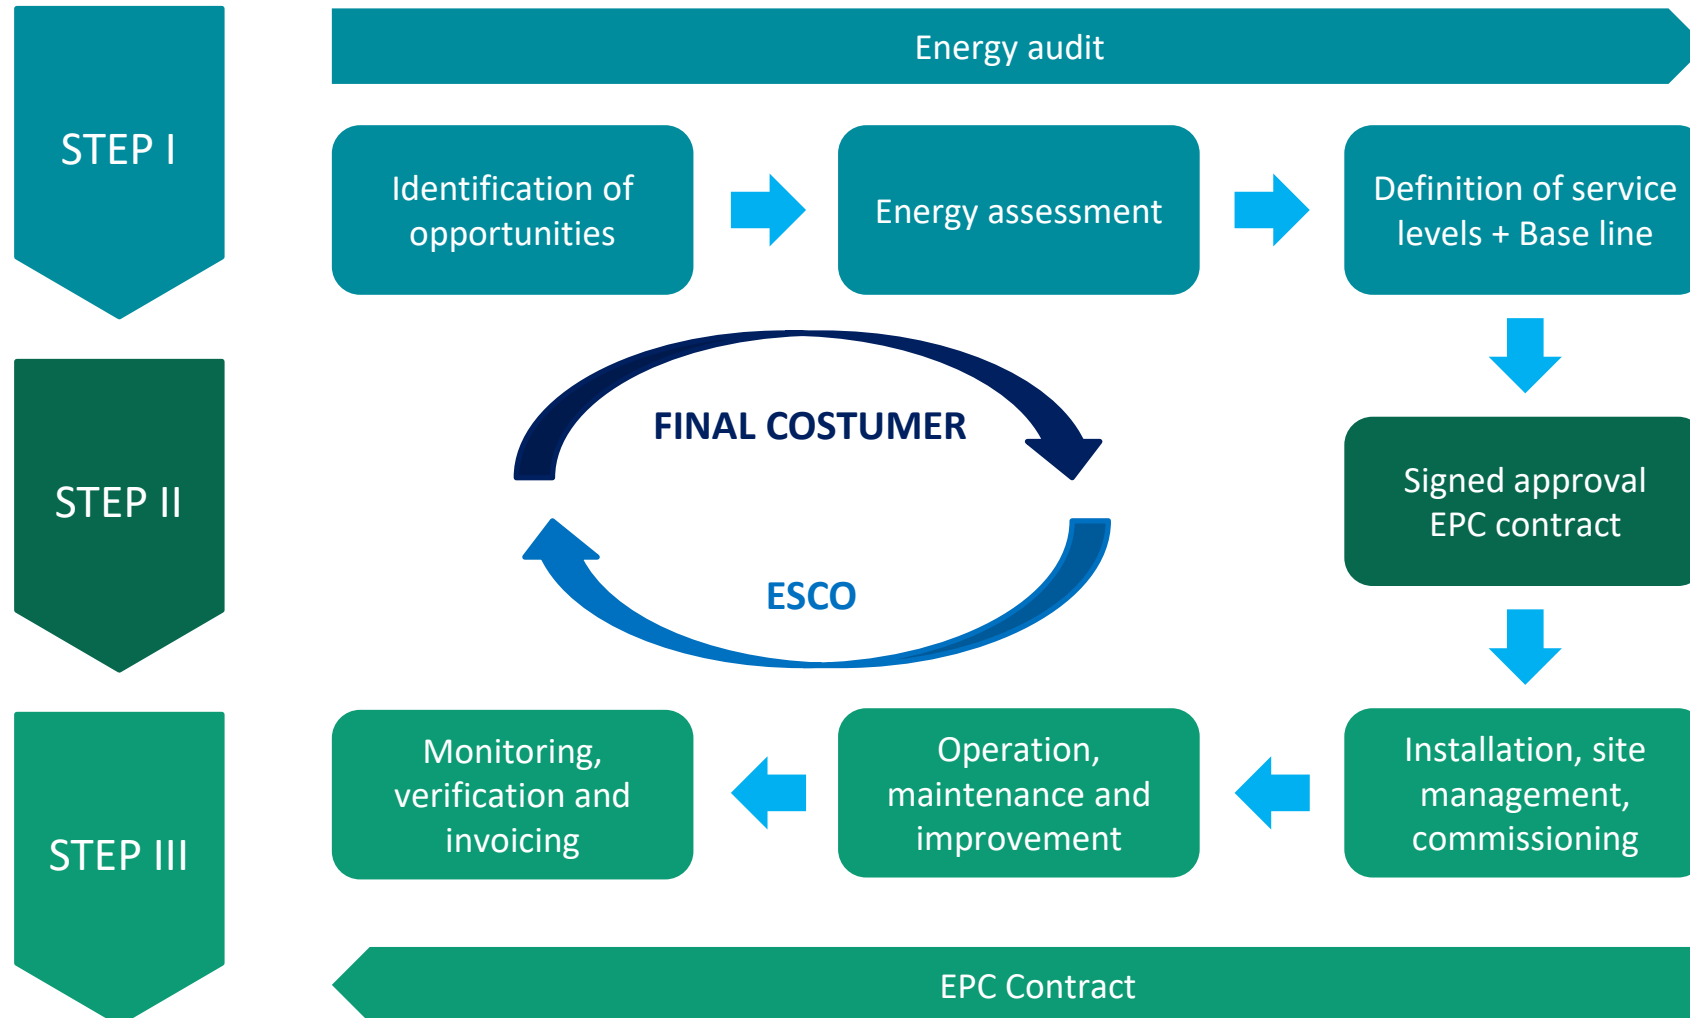 STEP I
Energy audit
Identification of
opportunities
Energy assessment
Definition of service
levels + Base line
STEP II
FINAL COSTUMER
ESCO
Signed approval
EPC contract
STEP III
Monitoring,
verification and
invoicing
Operation,
maintenance and
improvement
Installation, site
management,
commissioning
EPC Contract